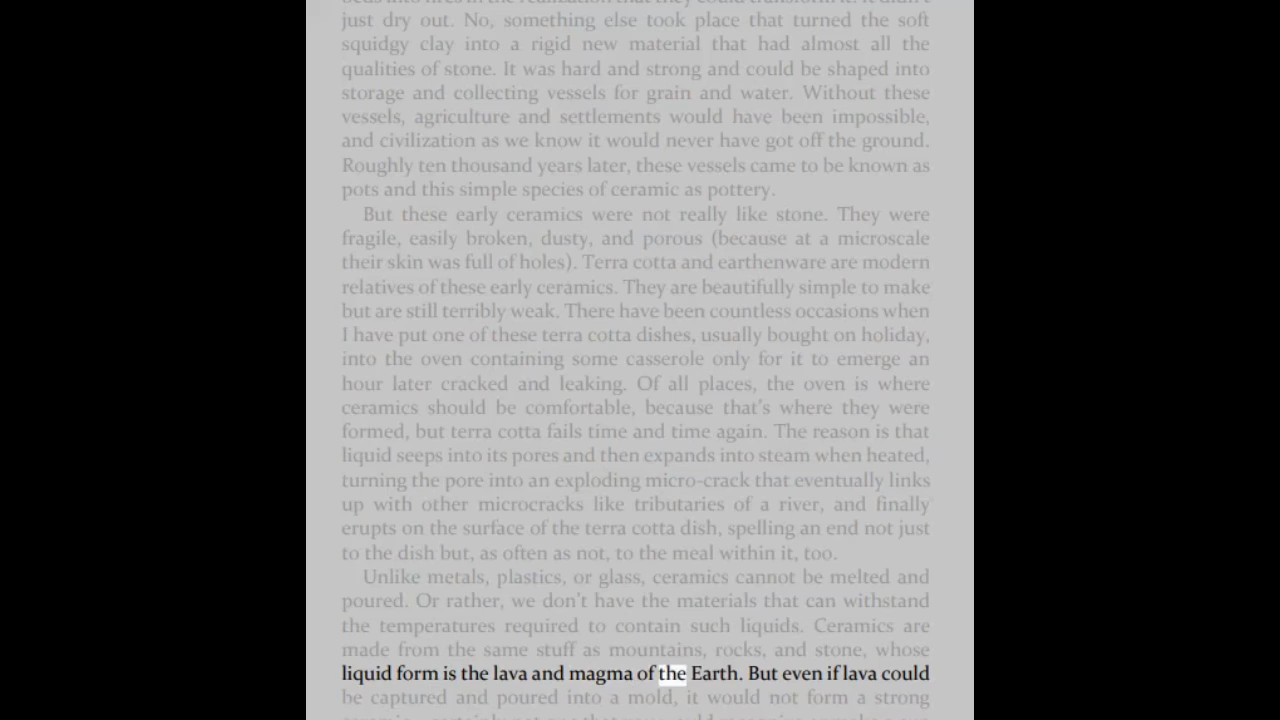 just dry out. No, something else took place that turned the soft
squidgy clay into a rigid new material that had almost all the
qualities of stone. It was hard and strong and could be shaped into
storage and collecting vessels for grain and water. Without these
vessels, agriculture and settlements would have been impossible,
and civilization as we know it would never have got off the ground.
Roughly ten thousand years later, these vessels came to be known as
pots and this simple species of ceramic as pottery.
But these early ceramics were not really like stone. They were
fragile, easily broken, dusty, and porous (because at a microscale
their skin was full of holes). Terra cotta and earthenware are modern
relatives of these early ceramics. They are beautifully simple to make
but are still terribly weak. There have been countless occasions when
I have put one of these terra cotta dishes, usually bought on holiday,
into the oven containing some casserole only for it to emerge an
hour later cracked and leaking. Of all places, the oven is where
ceramics should be comfortable, because that's where they were
formed, but terra cotta fails time and time again. The reason is that
liquid seeps into its pores and then expands into steam when heated,
turning the pore into an exploding micro-crack that eventually links
up with other microcracks like tributaries of a river, and finally
erupts on the surface of the terra cotta dish, spelling an end not just
to the dish but, as often as not, to the meal within it, too.
Unlike metals, plastics, or glass, ceramics cannot be melted and
poured. Or rather, we don't have the materials that can withstand
the temperatures required to contain such liquids. Ceramics are
made from the same stuff as mountains, rocks, and stone, whose
liquid form is the lava and magma of the Earth. But even if lava could
be captured and poured into a mold, it would not form a strong